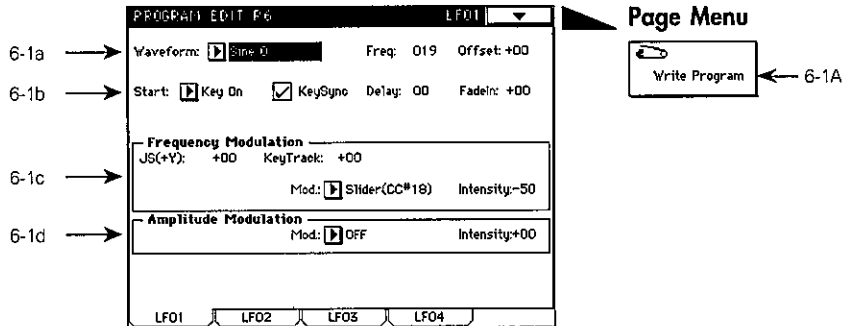 PROGRAM EDIT P6 LFO1
Page Menu
6-1a Waveform: Sine 0 Freq: 019 Offset: +00
Write Program 6-1A
6-1b Start: Key On KeySync Delay: 00 FadeIn: +00
Frequency Modulation
JS(+Y): +00 KeyTrack: +00
6-1c Mod.: Slider(CC#18) Intensity:-50
Amplitude Modulation
6-1d Mod.: OFF Intensity:+00
LFO1 LFO2 LFO3 LFO4